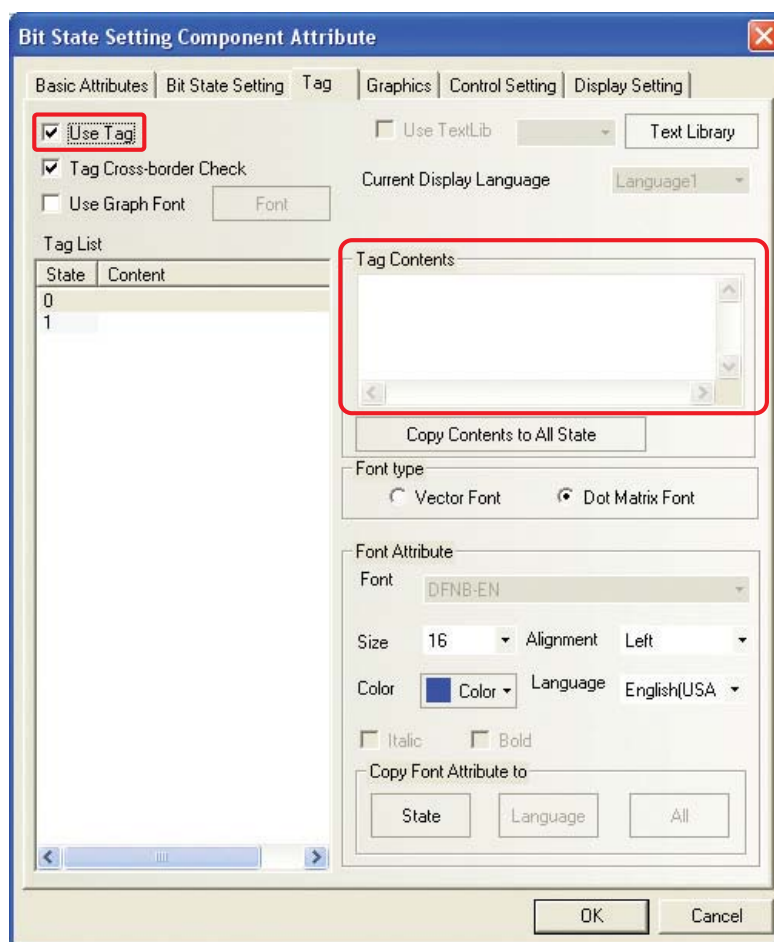 Bit State Setting Component Attribute
Basic Attributes Bit State Setting Tag Graphics Control Setting Display Setting
Use Tag
Use TextLib
Text Library
Tag Cross-border Check
Current Display Language Language1
Use Graph Font Font
Tag List
State Content
0
1
Tag Contents
Copy Contents to All State
Font type
Vector Font Dot Matrix Font
Font Attribute
Font DFNB-EN
Size 16 Alignment Left
Color Color Language English(USA
Italic Bold
Copy Font Attribute to
State Language All
OK Cancel